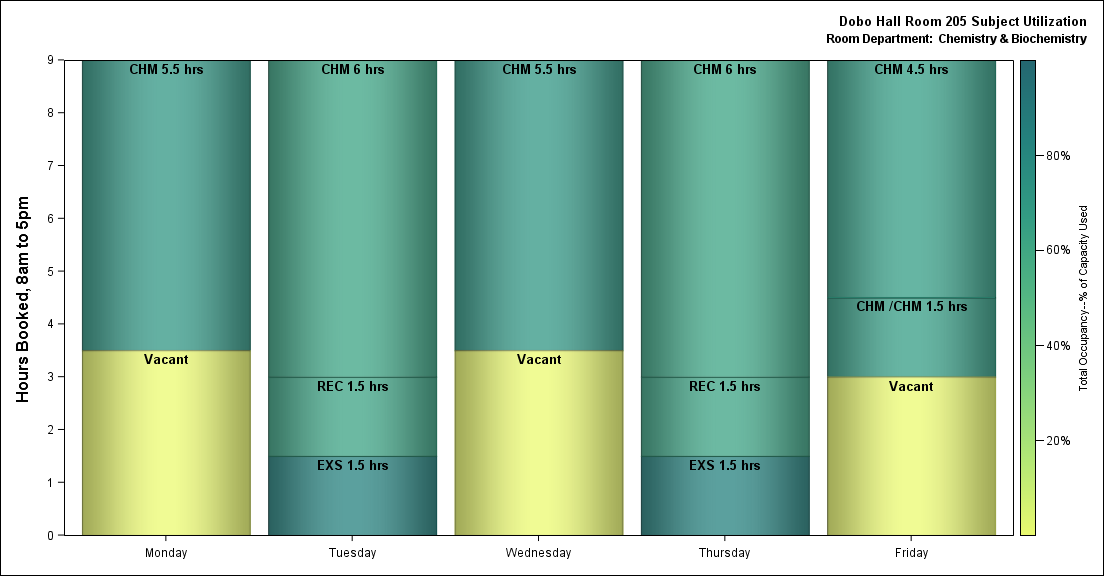 Dobo Hall Room 205 Subject Utilization
Room Department: Chemistry & Biochemistry
Hours Booked, 8am to 5pm
9
8
7
6
5
4
3
2
1
0
CHM 5.5 hrs
Vacant
CHM 6 hrs
REC 1.5 hrs
EXS 1.5 hrs
CHM 5.5 hrs
Vacant
CHM 6 hrs
REC 1.5 hrs
EXS 1.5 hrs
CHM 4.5 hrs
CHM /CHM 1.5 hrs
Vacant
Monday
Tuesday
Wednesday
Thursday
Friday
80%
60%
40%
20%
Total Occupancy--% of Capacity Used